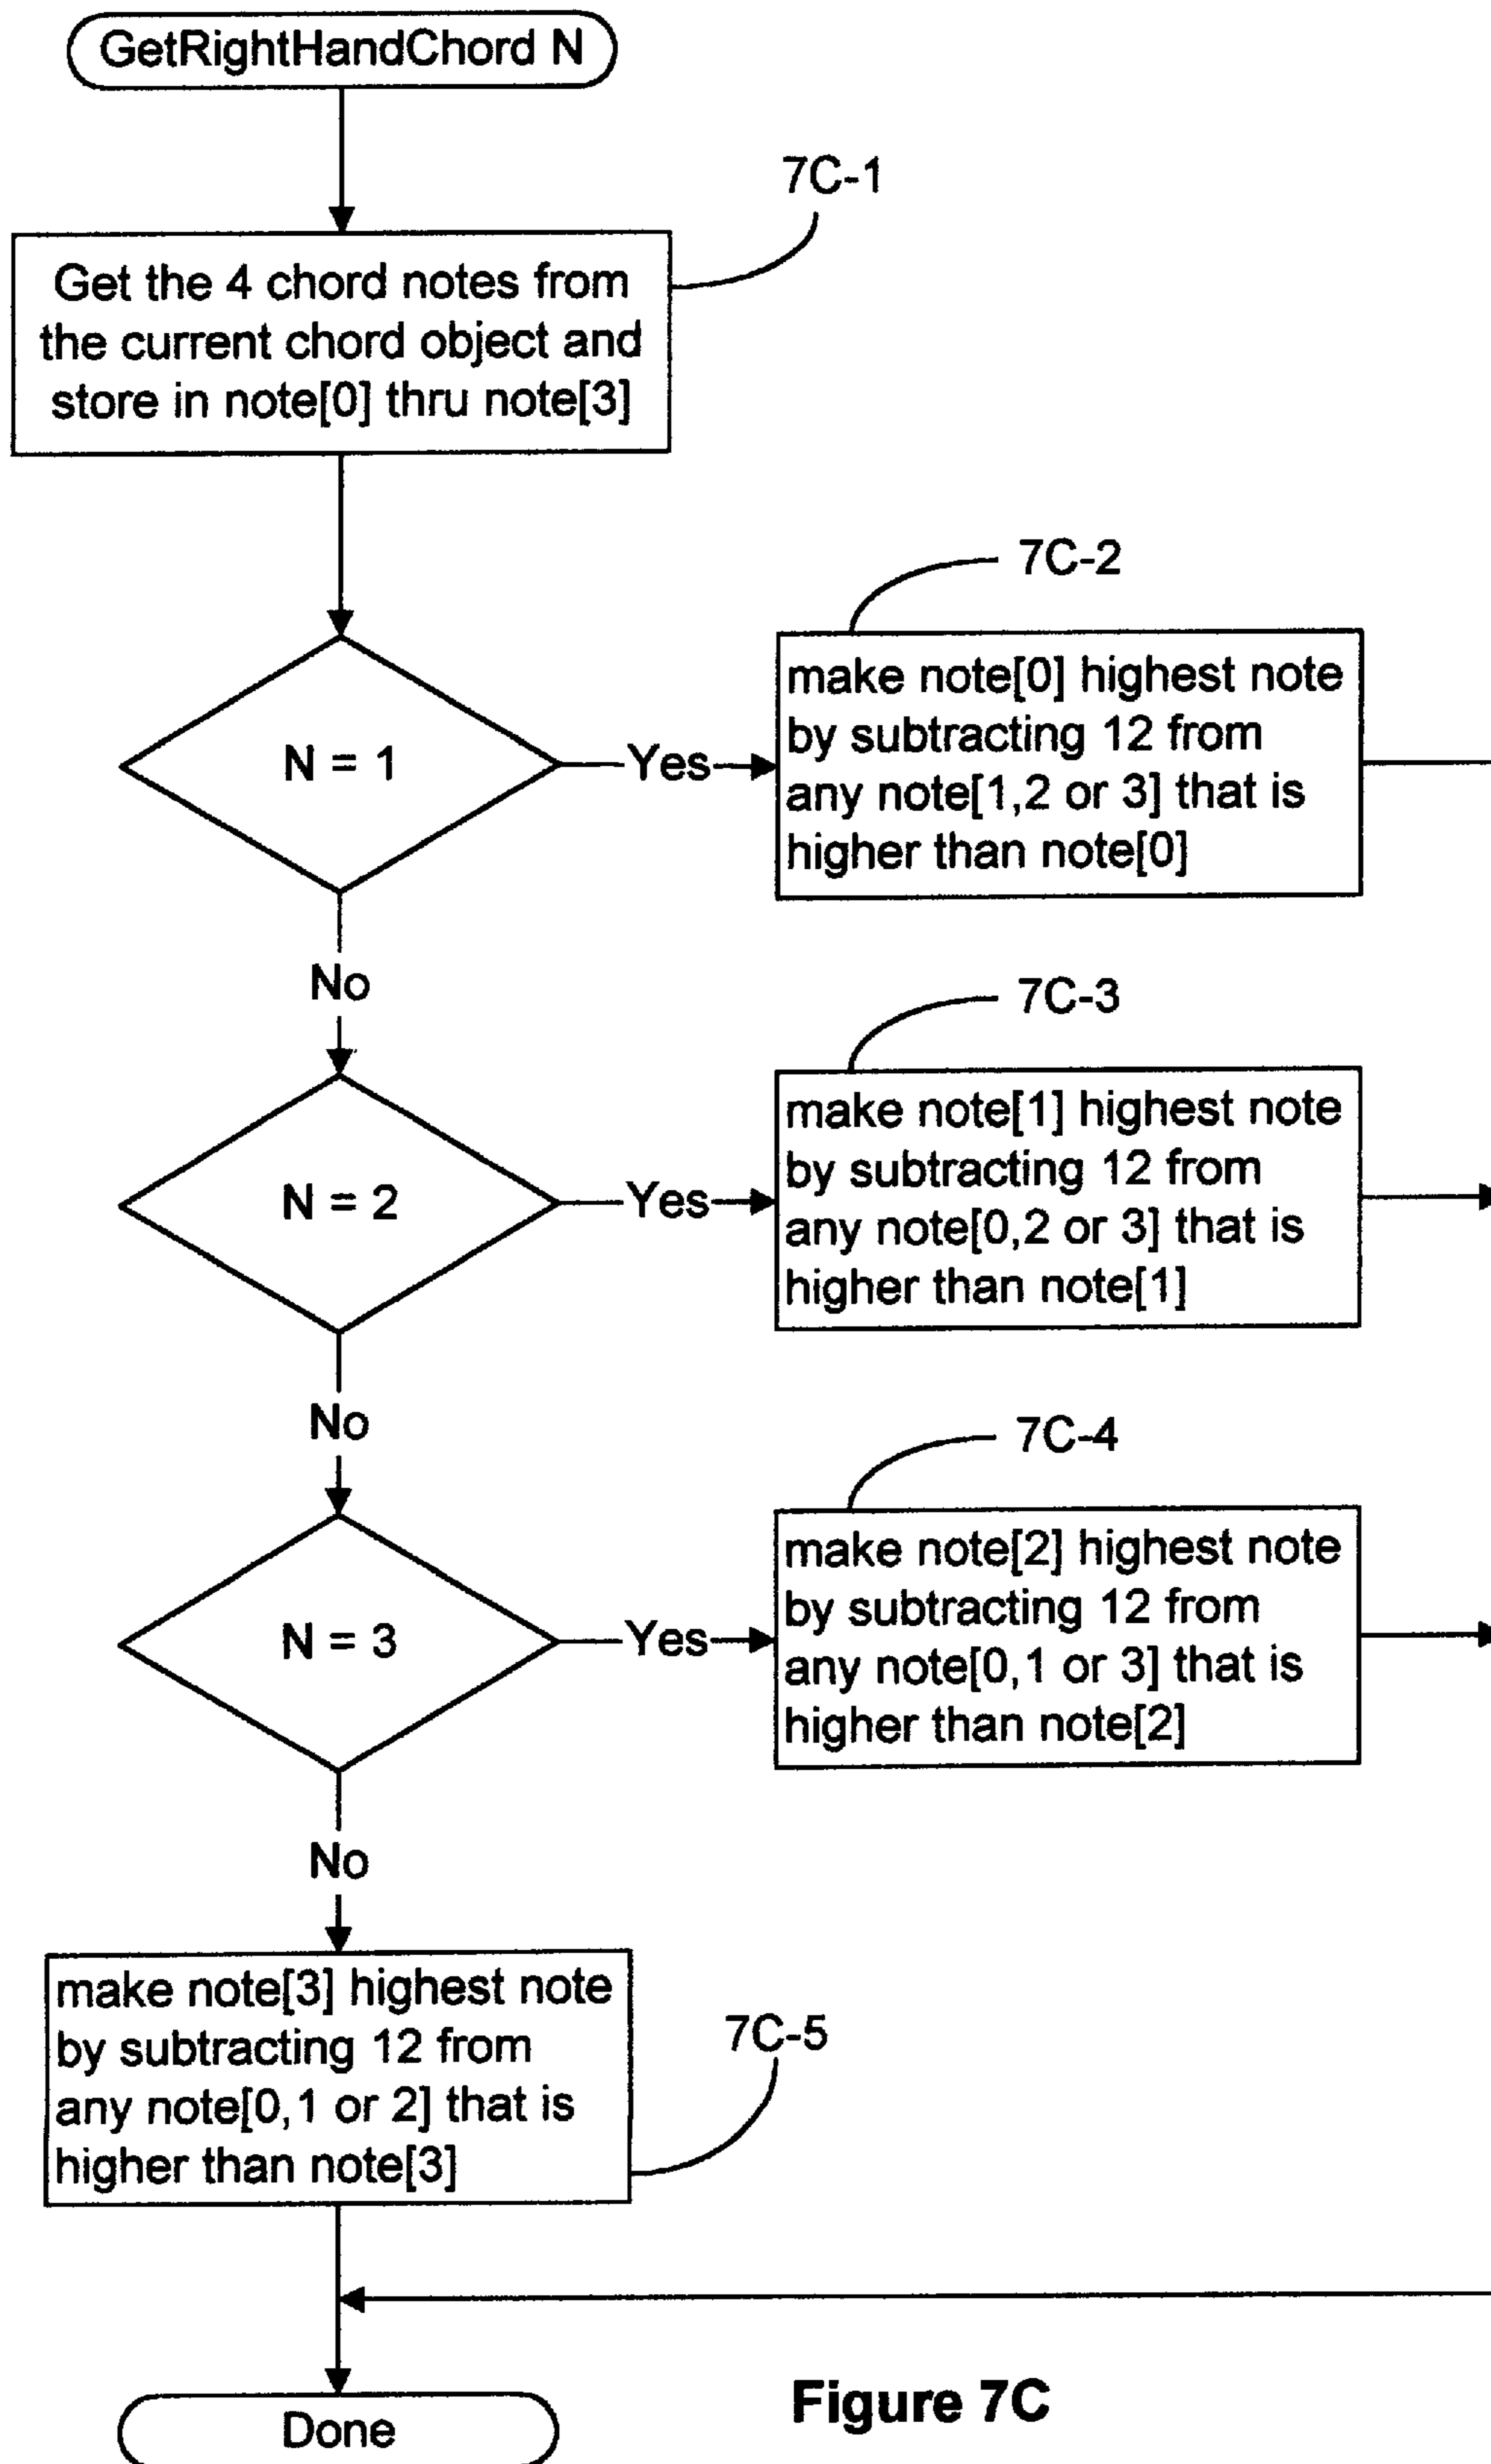 GetRightHandChord N
7C-1
Get the 4 chord notes from
the current chord object and
store in note[0] thru note[3]
7C-2
N = 1
Yes
make note[0] highest note
by subtracting 12 from
any note[1,2 or 3] that is
higher than note[0]
No
7C-3
N = 2
Yes
make note[1] highest note
by subtracting 12 from
any note[0,2 or 3] that is
higher than note[1]
No
7C-4
N = 3
Yes
make note[2] highest note
by subtracting 12 from
any note[0,1 or 3] that is
higher than note[2]
No
make note[3] highest note
by subtracting 12 from
any note[0,1 or 2] that is
higher than note[3]
7C-5
Done
Figure 7C